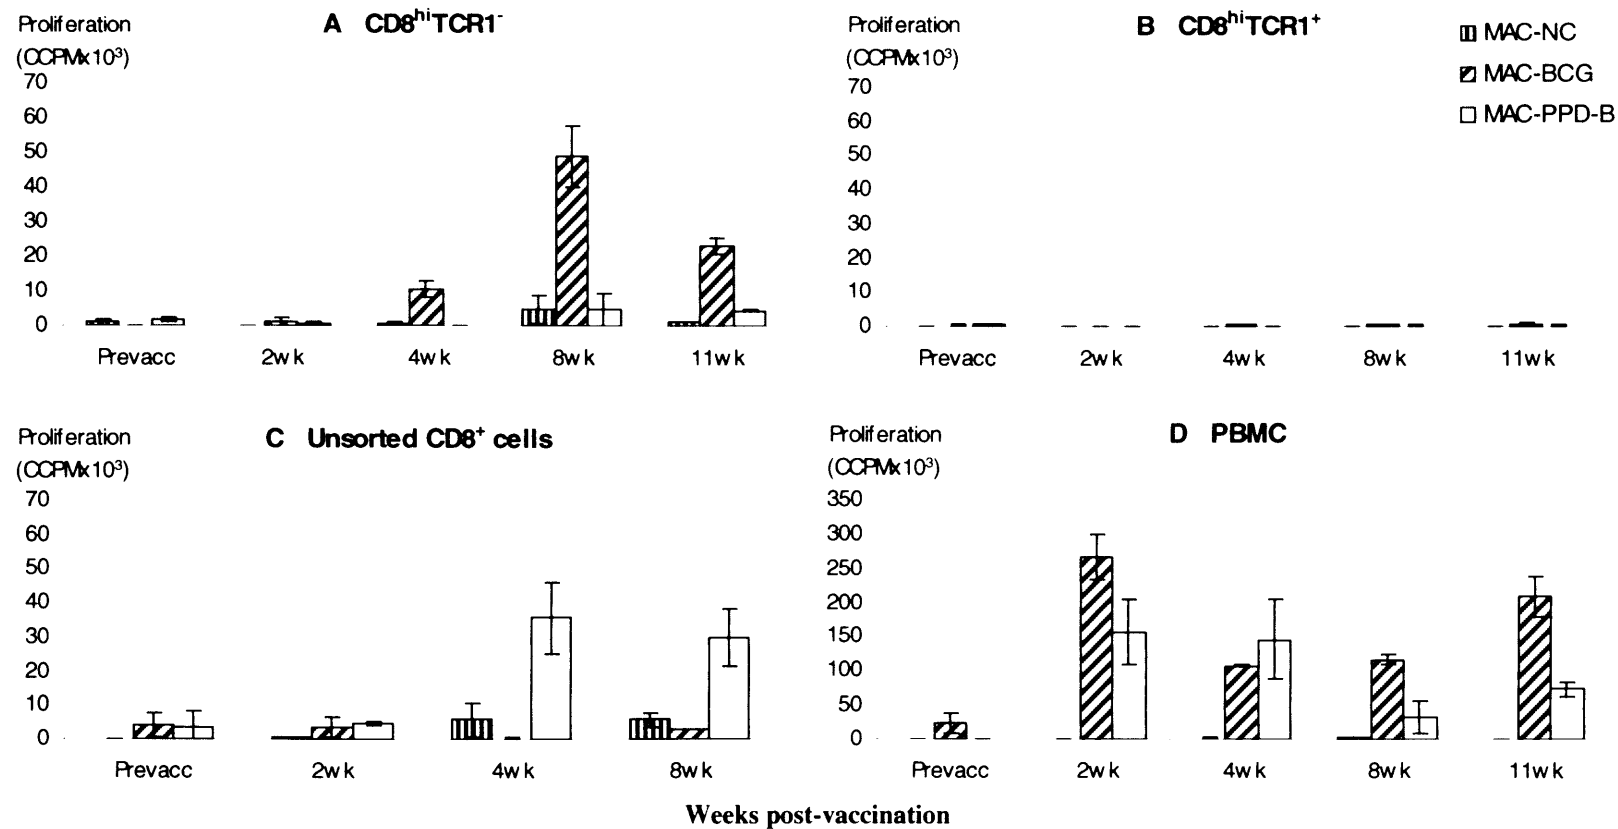 Proliferation
(CCPMx10³)
A CD8ʰⁱTCR1⁻
70
60
50
40
30
20
10
0
Prevacc 2wk 4wk 8wk 11wk
Proliferation
(CCPMx10³)
B CD8ʰⁱTCR1⁺
MAC-NC
MAC-BCG
MAC-PPD-B
70
60
50
40
30
20
10
0
Prevacc 2wk 4wk 8wk 11wk
Proliferation
(CCPMx10³)
C Unsorted CD8⁺ cells
70
60
50
40
30
20
10
0
Prevacc 2wk 4wk 8wk
Proliferation
(CCPMx10³)
D PBMC
350
300
250
200
150
100
50
0
Prevacc 2wk 4wk 8wk 11wk
Weeks post-vaccination